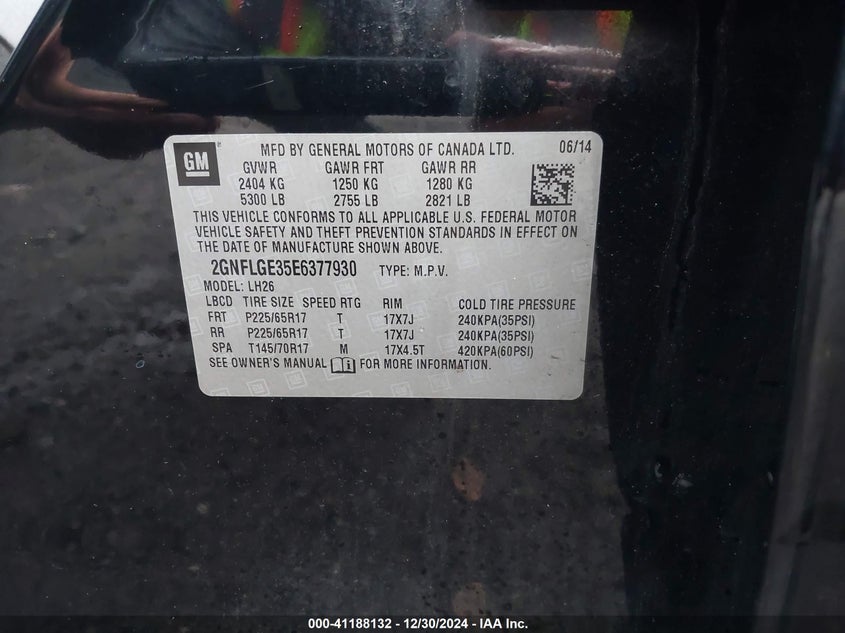 GM MFD BY GENERAL MOTORS OF CANADA LTD. 06/14
GVWR GAWR FRT GAWR RR
2404 KG 1250 KG 1280 KG
5300 LB 2755 LB 2821 LB
THIS VEHICLE CONFORMS TO ALL APPLICABLE U.S. FEDERAL MOTOR
VEHICLE SAFETY AND THEFT PREVENTION STANDARDS IN EFFECT ON
THE DATE OF MANUFACTURE SHOWN ABOVE.
2GNFLGE35E6377930 TYPE: M.P.V.
MODEL: LH26
LBCD TIRE SIZE SPEED RTG RIM COLD TIRE PRESSURE
FRT P225/65R17 T 17X7J 240KPA(35PSI)
RR P225/65R17 T 17X7J 240KPA(35PSI)
SPA T145/70R17 M 17X4.5T 420KPA(60PSI)
SEE OWNER'S MANUAL FOR MORE INFORMATION.
000-41188132 - 12/30/2024 - IAA Inc.